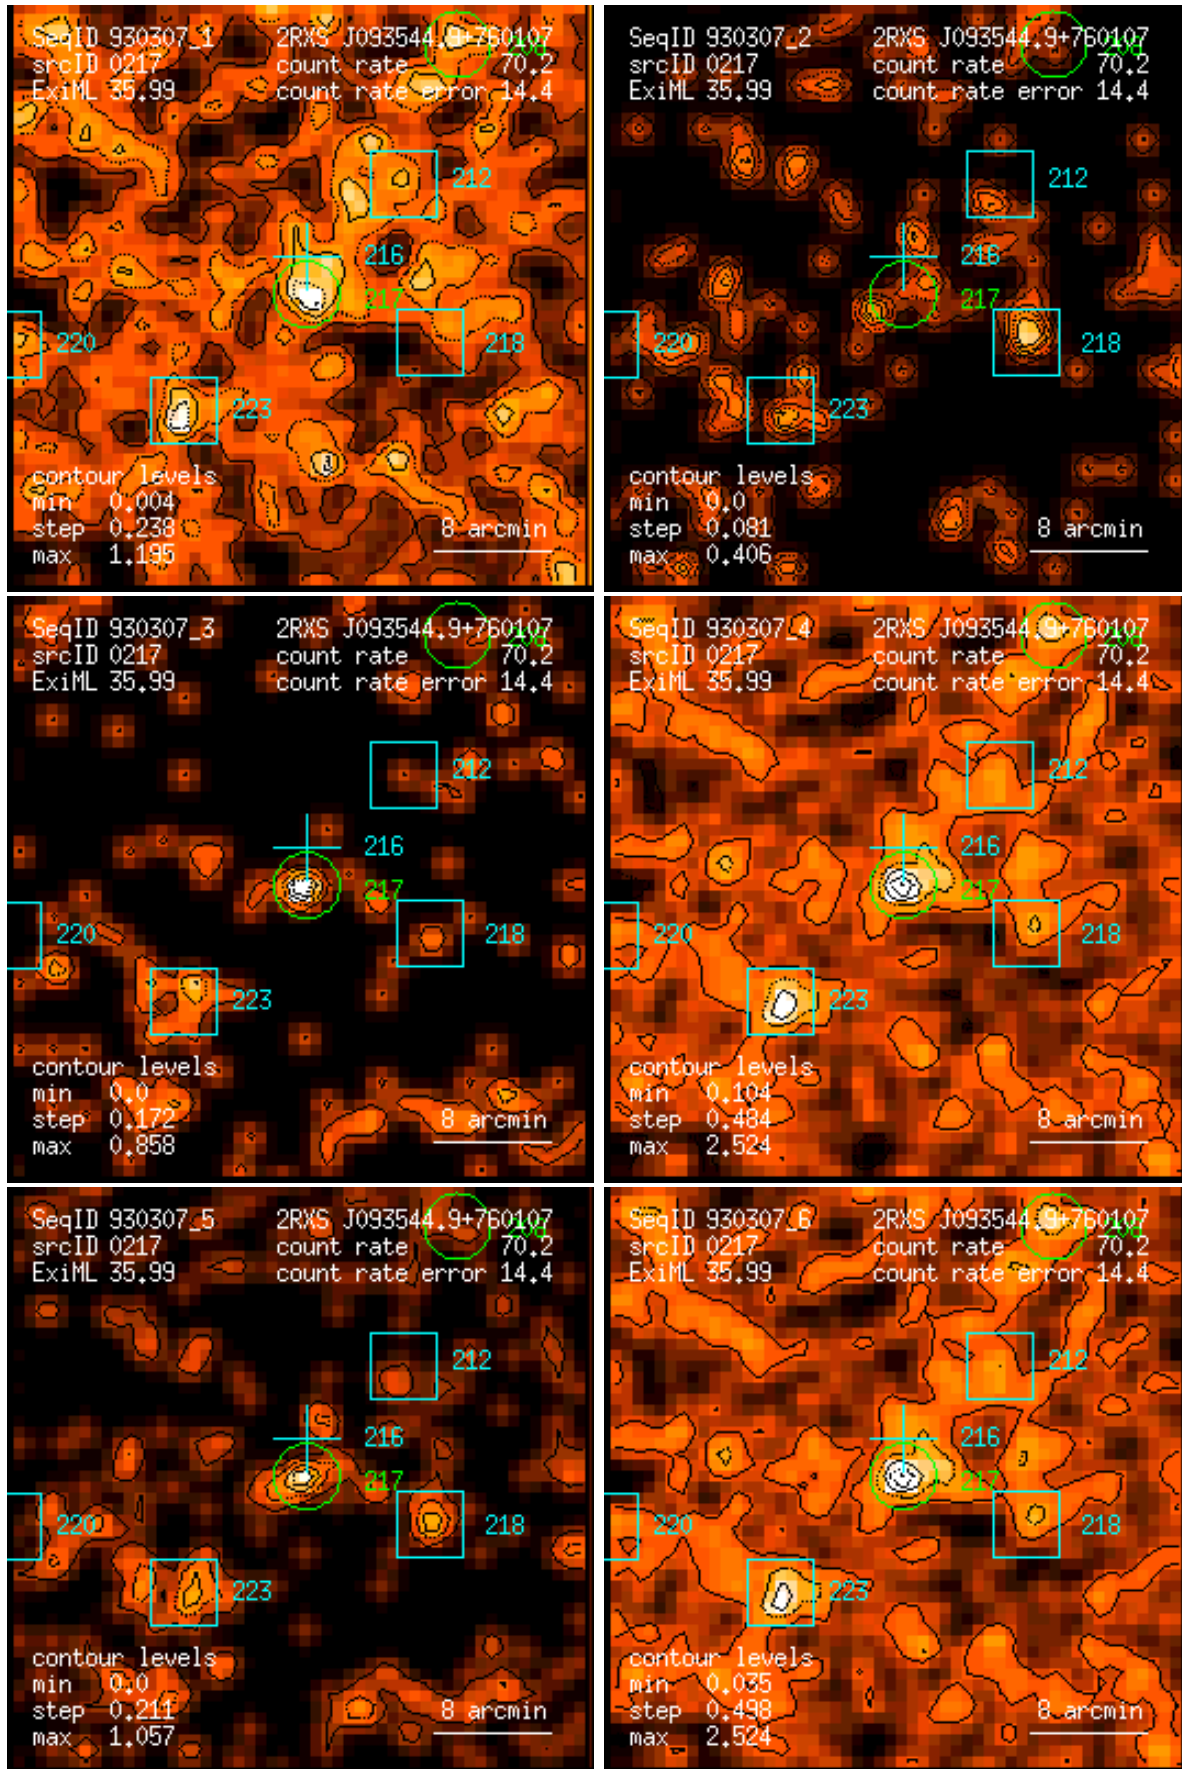 SeqID 930307_1 2RXS J093544.9+760107
srcID 0217 count rate 70.2
ExiML 35.99 count rate error 14.4
212
216
217
220
218
223
contour levels
min 0.004
step 0.238
max 1.195
8 arcmin
SeqID 930307_2 2RXS J093544.9+760107
srcID 0217 count rate 70.2
ExiML 35.99 count rate error 14.4
212
216
217
220
218
223
contour levels
min 0.0
step 0.081
max 0.406
8 arcmin
SeqID 930307_3 2RXS J093544.9+760107
srcID 0217 count rate 70.2
ExiML 35.99 count rate error 14.4
212
216
217
220
218
223
contour levels
min 0.0
step 0.172
max 0.858
8 arcmin
SeqID 930307_4 2RXS J093544.9+760107
srcID 0217 count rate 70.2
ExiML 35.99 count rate error 14.4
212
216
217
220
218
223
contour levels
min 0.104
step 0.484
max 2.524
8 arcmin
SeqID 930307_5 2RXS J093544.9+760107
srcID 0217 count rate 70.2
ExiML 35.99 count rate error 14.4
212
216
217
220
218
223
contour levels
min 0.0
step 0.211
max 1.057
8 arcmin
SeqID 930307_6 2RXS J093544.9+760107
srcID 0217 count rate 70.2
ExiML 35.99 count rate error 14.4
212
216
217
220
218
223
contour levels
min 0.035
step 0.498
max 2.524
8 arcmin